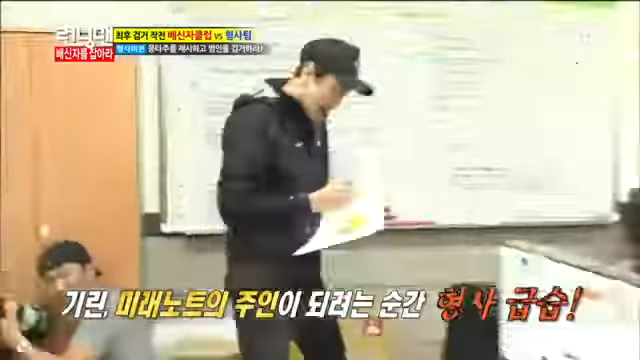 런닝맨
배신자를 잡아라
최후 검거 작전 배신자클럽 vs 형사팀
형사미션 몽타주를 제시하고 범인을 검거하라!
기린, 미래노트의 주인이 되려는 순간 형사 급습!